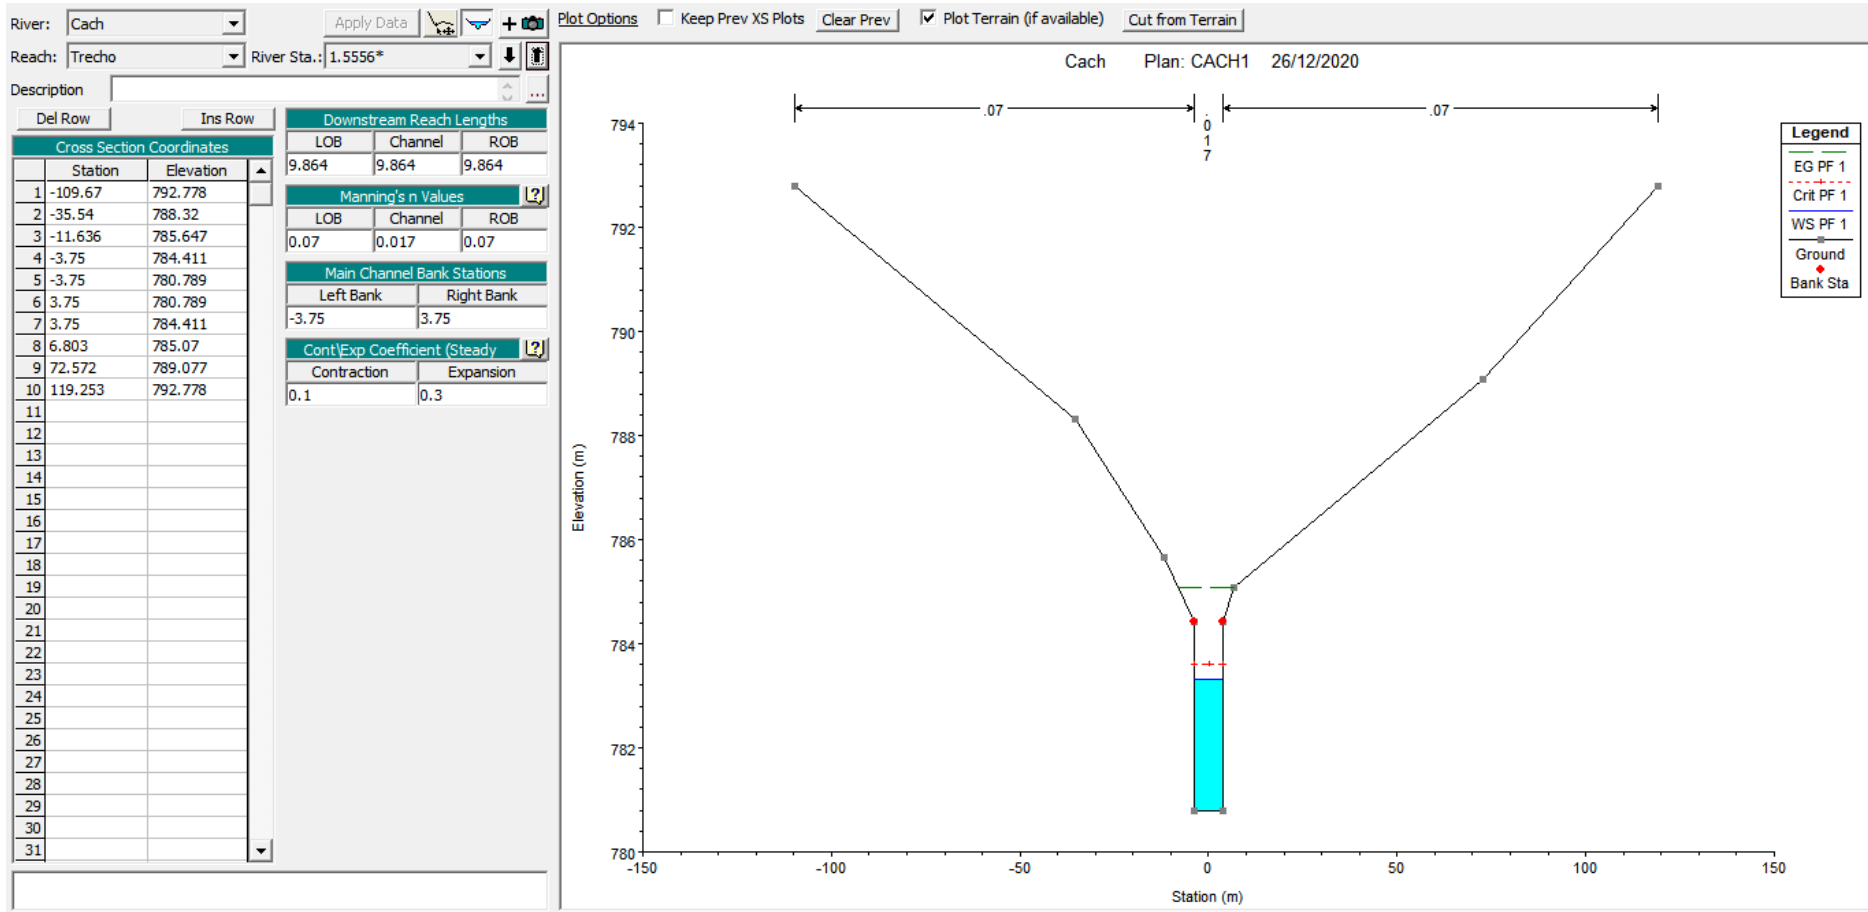 River: Cach Apply Data
Reach: Trecho River Sta.: 1.5556*
Description ...
Del Row Ins Row
Cross Section Coordinates
Station Elevation
1 -109.67 792.778
2 -35.54 788.32
3 -11.636 785.647
4 -3.75 784.411
5 -3.75 780.789
6 3.75 780.789
7 3.75 784.411
8 6.803 785.07
9 72.572 789.077
10 119.253 792.778
11
12
13
14
15
16
17
18
19
20
21
22
23
24
25
26
27
28
29
30
31
Downstream Reach Lengths
LOB Channel ROB
9.864 9.864 9.864
Manning's n Values
LOB Channel ROB
0.07 0.017 0.07
Main Channel Bank Stations
Left Bank Right Bank
-3.75 3.75
Cont\Exp Coefficient (Steady
Contraction Expansion
0.1 0.3
Plot Options Keep Prev XS Plots Clear Prev Plot Terrain (if available) Cut from Terrain
Cach Plan: CACH1 26/12/2020
.07 .017 .07
794
792
790
788
786
784
782
780
Elevation (m)
-150 -100 -50 0 50 100 150
Station (m)
Legend
EG PF 1
Crit PF 1
WS PF 1
Ground
Bank Sta